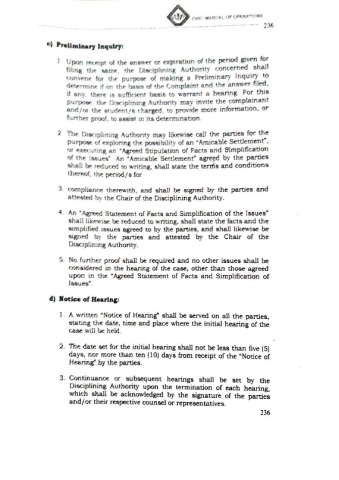 CMIC MANUAL OF OPERATIONS
236
c) Preliminary Inquiry:
1. Upon receipt of the answer or expiration of the period given for
filing the same, the Disciplining Authority concerned shall
convene for the purpose of making a Preliminary Inquiry to
determine if on the basis of the Complaint and the answer filed,
if any, there is sufficient basis to warrant a hearing. For this
purpose, the Disciplining Authority may invite the complainant
and/or the student/s charged, to provide more information, or
further proof, to assist in its determination.
2. The Disciplining Authority may likewise call the parties for the
purpose of exploring the possibility of an "Amicable Settlement",
or executing an "Agreed Stipulation of Facts and Simplification
of the Issues". An "Amicable Settlement" agreed by the parties
shall be reduced to writing, shall state the terms and conditions
thereof, the period/s for
3. compliance therewith, and shall be signed by the parties and
attested by the Chair of the Disciplining Authority.
4. An "Agreed Statement of Facts and Simplification of the Issues"
shall likewise be reduced to writing, shall state the facts and the
simplified issues agreed to by the parties, and shall likewise be
signed by the parties and attested by the Chair of the
Disciplining Authority.
5. No further proof shall be required and no other issues shall be
considered in the hearing of the case, other than those agreed
upon in the "Agreed Statement of Facts and Simplification of
Issues".
d) Notice of Hearing:
1. A written "Notice of Hearing" shall be served on all the parties,
stating the date, time and place where the initial hearing of the
case will be held.
2. The date set for the initial hearing shall not be less than five (5)
days, nor more than ten (10) days from receipt of the "Notice of
Hearing" by the parties.
3. Continuance or subsequent hearings shall be set by the
Disciplining Authority upon the termination of each hearing,
which shall be acknowledged by the signature of the parties
and/or their respective counsel or representatives.
236